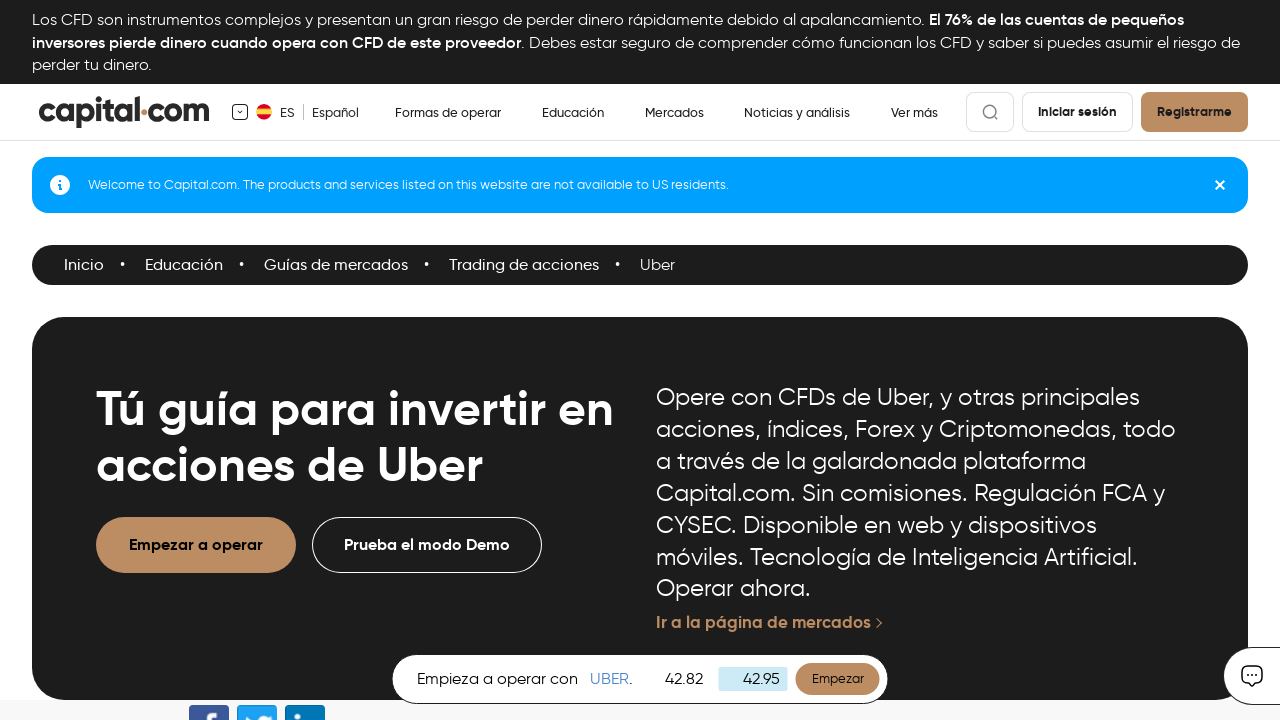 Los CFD son instrumentos complejos y presentan un gran riesgo de perder dinero rápidamente debido al apalancamiento. El 76% de las cuentas de pequeños
inversores pierde dinero cuando opera con CFD de este proveedor. Debes estar seguro de comprender cómo funcionan los CFD y saber si puedes asumir el riesgo de
perder tu dinero.
capital.com
ES
Español
Formas de operar
Educación
Mercados
Noticias y análisis
Ver más
Iniciar sesión
Registrarme
Welcome to Capital.com. The products and services listed on this website are not available to US residents.
Inicio • Educación • Guías de mercados • Trading de acciones • Uber
Tú guía para invertir en
acciones de Uber
Empezar a operar
Prueba el modo Demo
Opere con CFDs de Uber, y otras principales
acciones, índices, Forex y Criptomonedas, todo
a través de la galardonada plataforma
Capital.com. Sin comisiones. Regulación FCA y
CYSEC. Disponible en web y dispositivos
móviles. Tecnología de Inteligencia Artificial.
Operar ahora.
Ir a la página de mercados
Empieza a operar con UBER. 42.82 42.95 Empezar